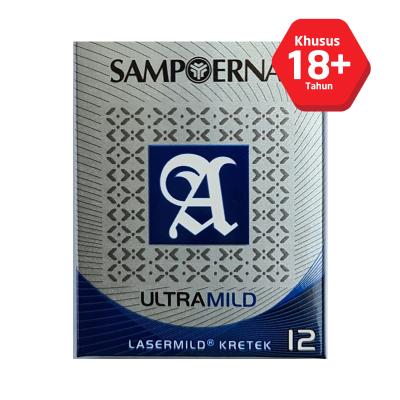 Khusus
18+
Tahun
SAMPOERNA
A
ULTRAMILD
LASERMILD® KRETEK 12